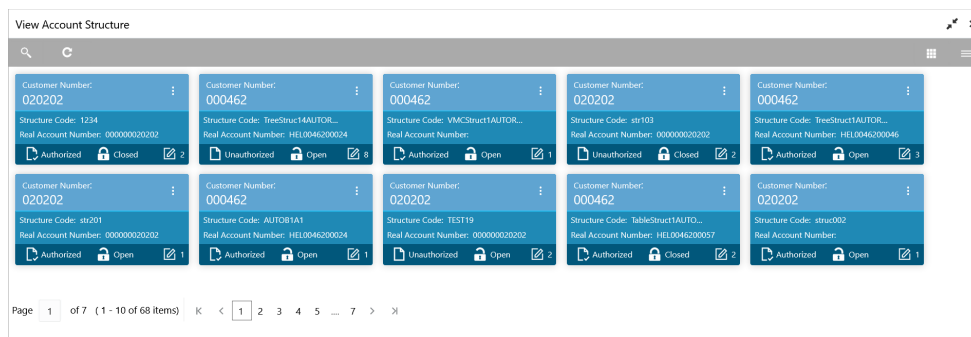 View Account Structure
Customer Number: Customer Number: Customer Number: Customer Number: Customer Number:
020202 000462 000462 020202 000462
Structure Code: 1234 Structure Code: TreeStruct14AUTOR... Structure Code: VMCStruct1AUTOR... Structure Code: str103 Structure Code: TreeStruct1AUTOR...
Real Account Number: 000000020202 Real Account Number: HEL0046200024 Real Account Number: Real Account Number: 000000020202 Real Account Number: HEL0046200046
Authorized Closed 2 Unauthorized Open 8 Authorized Open 1 Unauthorized Closed 2 Authorized Open 3
Customer Number: Customer Number: Customer Number: Customer Number: Customer Number:
020202 000462 020202 000462 020202
Structure Code: str201 Structure Code: AUTOB1A1 Structure Code: TEST19 Structure Code: TableStruct1AUTO... Structure Code: struc002
Real Account Number: 000000020202 Real Account Number: HEL0046200024 Real Account Number: 000000020202 Real Account Number: HEL0046200057 Real Account Number:
Authorized Open 1 Authorized Open 1 Unauthorized Open 2 Authorized Closed 2 Authorized Open 1
Page 1 of 7 ( 1 - 10 of 68 items) 1 2 3 4 5 .... 7